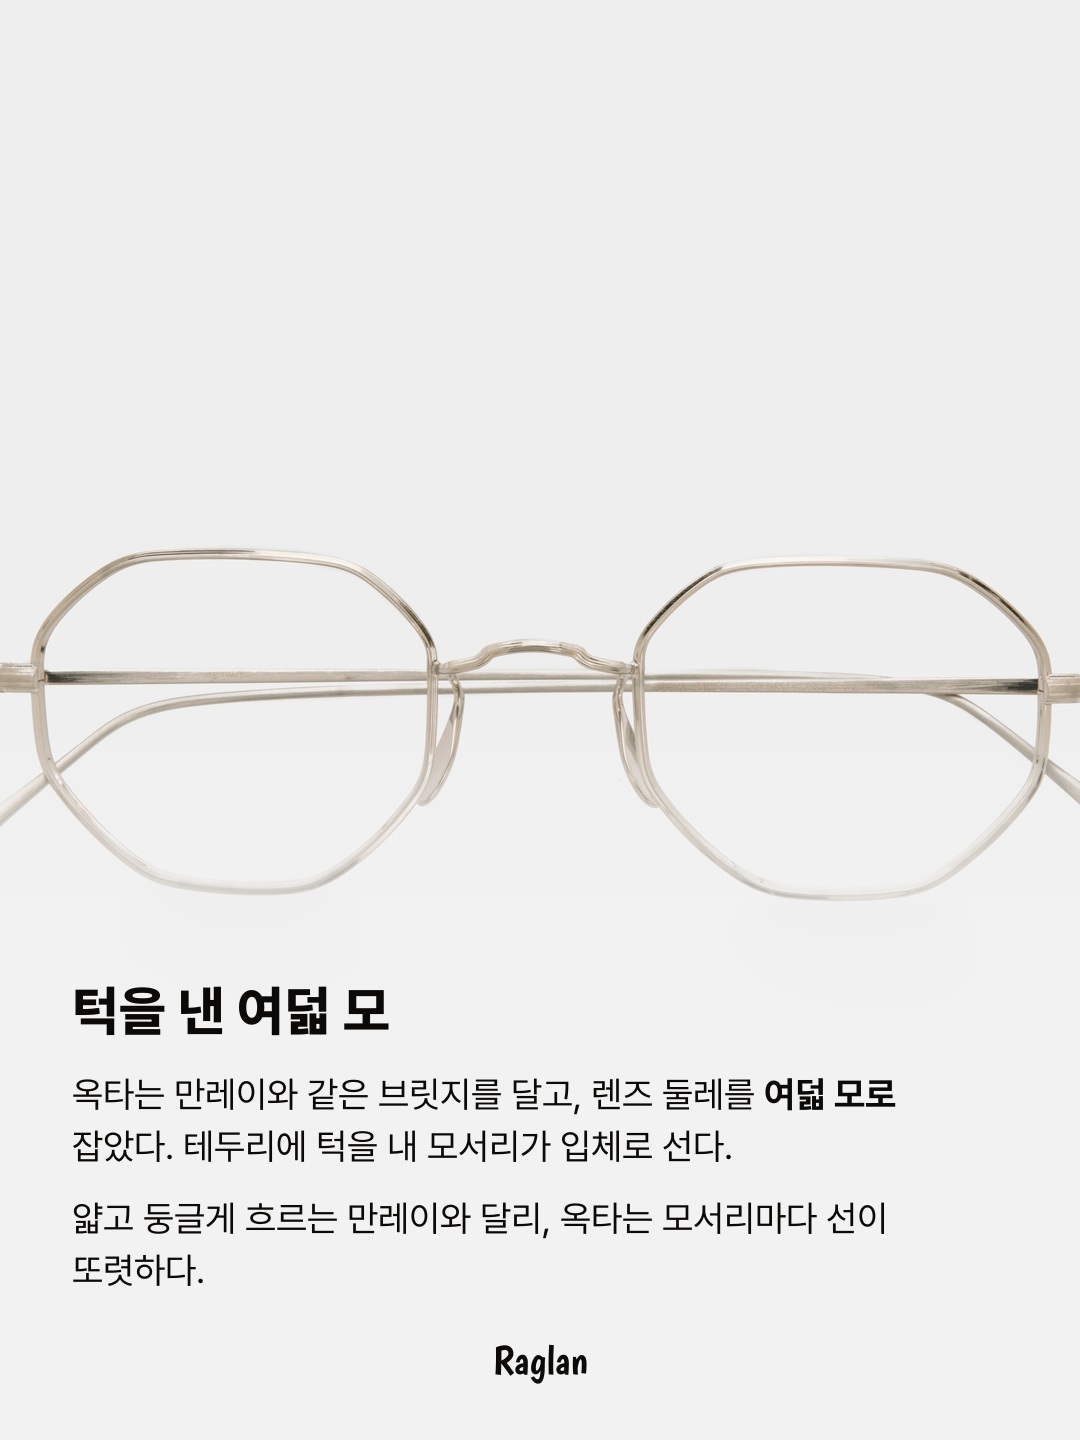 턱을 낸 여덟 모
옥타는 만레이와 같은 브릿지를 달고, 렌즈 둘레를 여덟 모로
잡았다. 테두리에 턱을 내 모서리가 입체로 선다.
얇고 둥글게 흐르는 만레이와 달리, 옥타는 모서리마다 선이
또렷하다.
Raglan